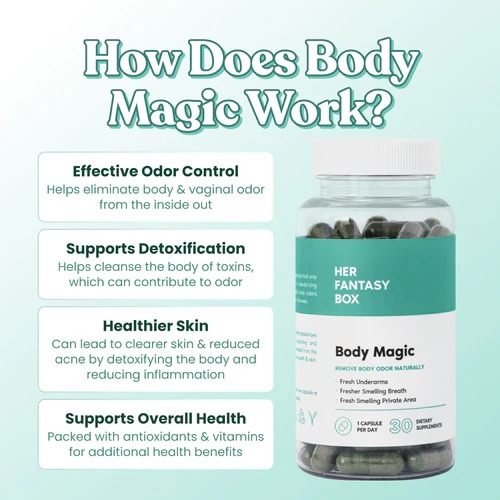 How Does Body
Magic Work?
Effective Odor Control
Helps eliminate body & vaginal odor
from the inside out
Supports Detoxification
Helps cleanse the body of toxins,
which can contribute to odor
Healthier Skin
Can lead to clearer skin & reduced
acne by detoxifying the body and
reducing inflammation
Supports Overall Health
Packed with antioxidants & vitamins
for additional health benefits
HER
FANTASY
BOX
Body Magic
REMOVE BODY ODOR NATURALLY
· Fresh Underarms
· Fresher Smelling Breath
· Fresh Smelling Private Area
1 CAPSULE
PER DAY
30 DIETARY
SUPPLEMENTS